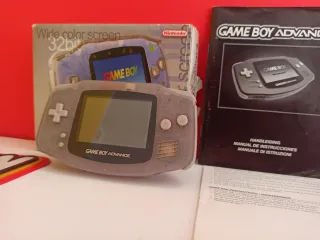 Wide color screen
32bit
Nintendo
GAME BOY
screen
GAME BOY ADVANCE
GAME BOY ADVANCE
HANDLEIDING
MANUAL DE INSTRUCCIONES
MANUALE DI ISTRUZIONI